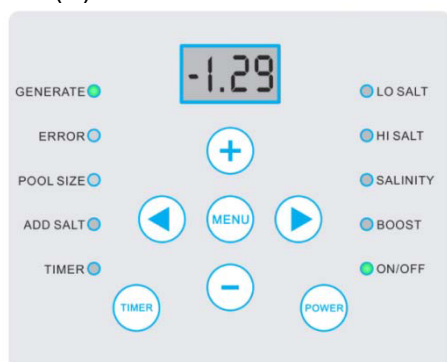 -1.29
GENERATE
LO SALT
ERROR
HI SALT
+
POOL SIZE
SALINITY
ADD SALT
MENU
BOOST
TIMER
ON/OFF
-
TIMER
POWER